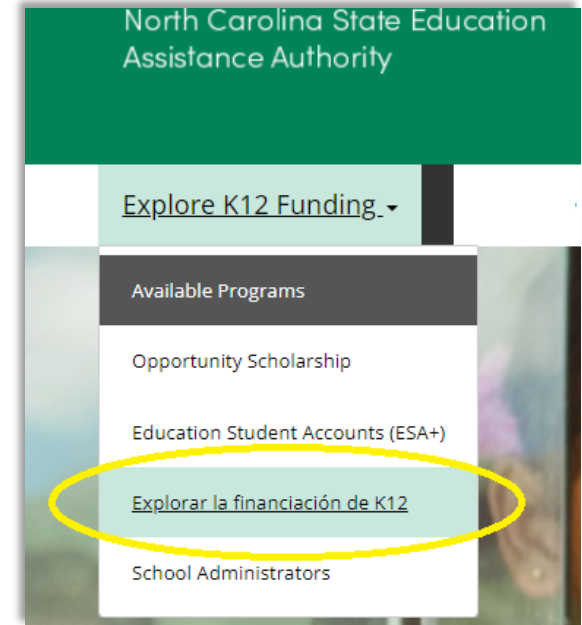 North Carolina State Education
Assistance Authority
Explore K12 Funding
Available Programs
Opportunity Scholarship
Education Student Accounts (ESA+)
Explorar la financiación de K12
School Administrators